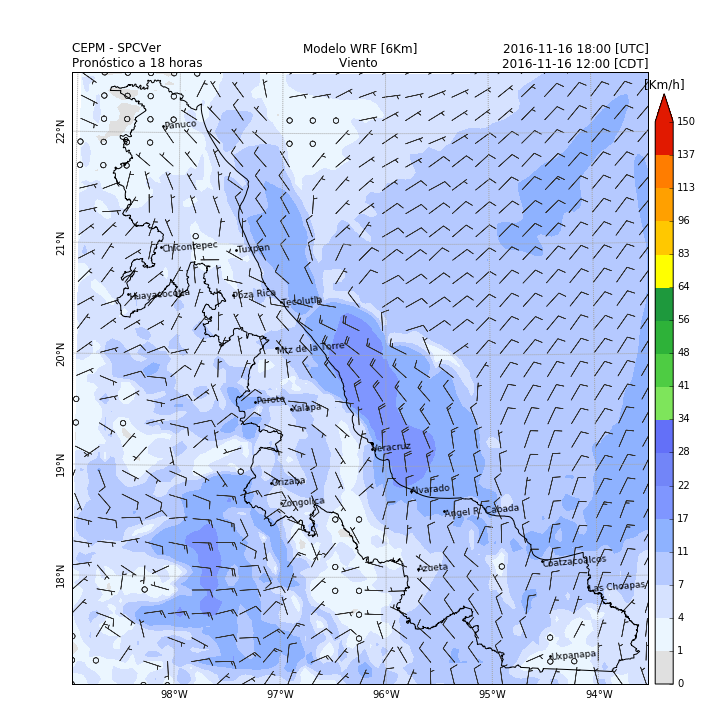 CEPM - SPCVer
Modelo WRF [6Km]
2016-11-16 18:00 [UTC]
Pronóstico a 18 horas
Viento
2016-11-16 12:00 [CDT]
[Km/h]
150
137
113
96
83
64
56
48
41
34
28
22
17
11
7
4
1
0
22°N
21°N
20°N
19°N
18°N
98°W
97°W
96°W
95°W
94°W
Pánuco
Chicontepec
Tuxpan
Huayacocotla
Poza Rica
Tecolutla
Mtz de la Torre
Perote
Xalapa
Veracruz
Orizaba
Alvarado
Zongolica
Angel R. Cabada
Azueta
Coatzacoalcos
Las Choapas
Uxpanapa